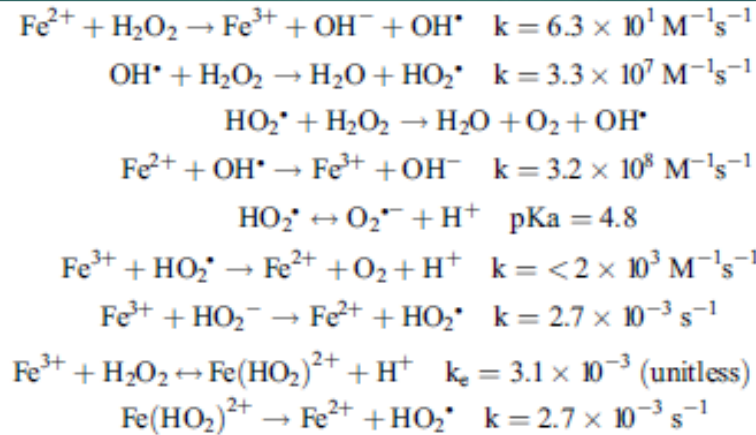 Fe²⁺ + H₂O₂ → Fe³⁺ + OH⁻ + OH• k = 6.3 × 10¹ M⁻¹s⁻¹
OH• + H₂O₂ → H₂O + HO₂• k = 3.3 × 10⁷ M⁻¹s⁻¹
HO₂• + H₂O₂ → H₂O + O₂ + OH•
Fe²⁺ + OH• → Fe³⁺ + OH⁻ k = 3.2 × 10⁸ M⁻¹s⁻¹
HO₂• ↔ O₂•⁻ + H⁺ pKa = 4.8
Fe³⁺ + HO₂• → Fe²⁺ + O₂ + H⁺ k = <2 × 10³ M⁻¹s⁻¹
Fe³⁺ + HO₂⁻ → Fe²⁺ + HO₂• k = 2.7 × 10⁻³ s⁻¹
Fe³⁺ + H₂O₂ ↔ Fe(HO₂)²⁺ + H⁺ kₑ = 3.1 × 10⁻³ (unitless)
Fe(HO₂)²⁺ → Fe²⁺ + HO₂• k = 2.7 × 10⁻³ s⁻¹